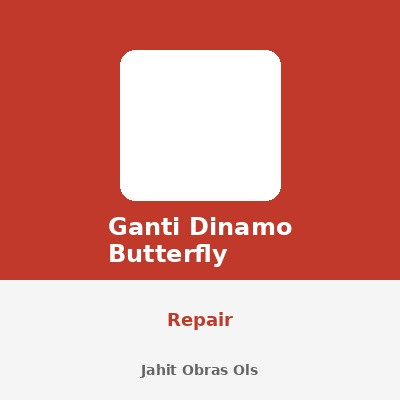 Ganti Dinamo
Butterfly
Repair
Jahit Obras Ols